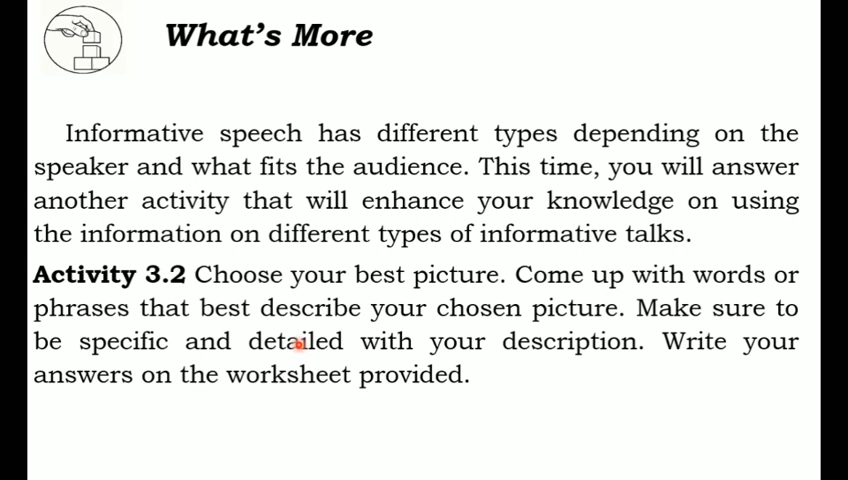 What's More
Informative speech has different types depending on the
speaker and what fits the audience. This time, you will answer
another activity that will enhance your knowledge on using
the information on different types of informative talks.
Activity 3.2 Choose your best picture. Come up with words or
phrases that best describe your chosen picture. Make sure to
be specific and detailed with your description. Write your
answers on the worksheet provided.